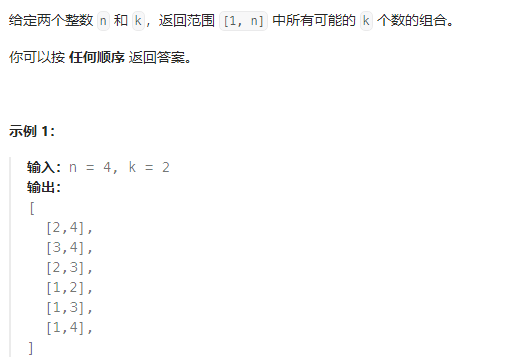 给定两个整数 n 和 k，返回范围 [1, n] 中所有可能的 k 个数的组合。
你可以按 任何顺序 返回答案。
示例 1：
输入：n = 4, k = 2
输出：
[
[2,4],
[3,4],
[2,3],
[1,2],
[1,3],
[1,4],
]